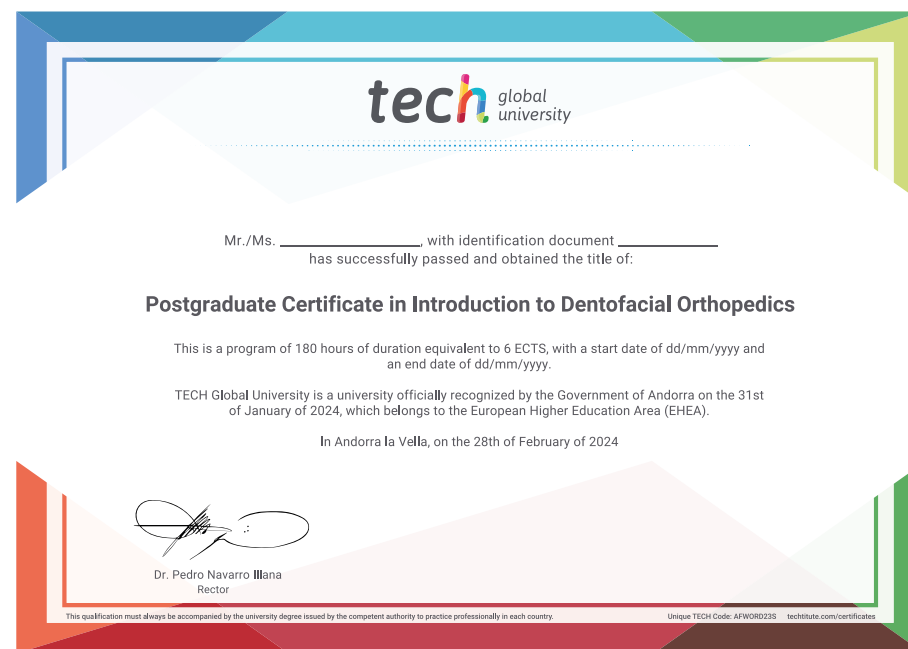 tech global university
Mr./Ms. ____________, with identification document ____________
has successfully passed and obtained the title of:
Postgraduate Certificate in Introduction to Dentofacial Orthopedics
This is a program of 180 hours of duration equivalent to 6 ECTS, with a start date of dd/mm/yyyy and
an end date of dd/mm/yyyy.
TECH Global University is a university officially recognized by the Government of Andorra on the 31st
of January of 2024, which belongs to the European Higher Education Area (EHEA).
In Andorra la Vella, on the 28th of February of 2024
Dr. Pedro Navarro Illana
Rector
This qualification must always be accompanied by the university degree issued by the competent authority to practice professionally in each country.
Unique TECH Code: AFWORD23S techtitute.com/certificates